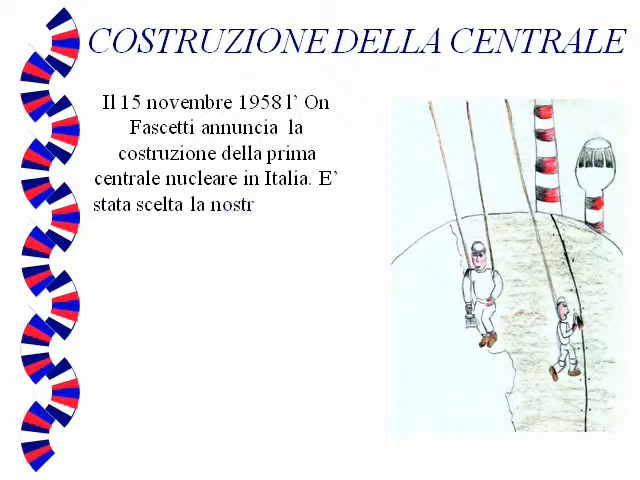 COSTRUZIONE DELLA CENTRALE
Il 15 novembre 1958 l’ On
Fascetti annuncia la
costruzione della prima
centrale nucleare in Italia. E’
stata scelta la nostr